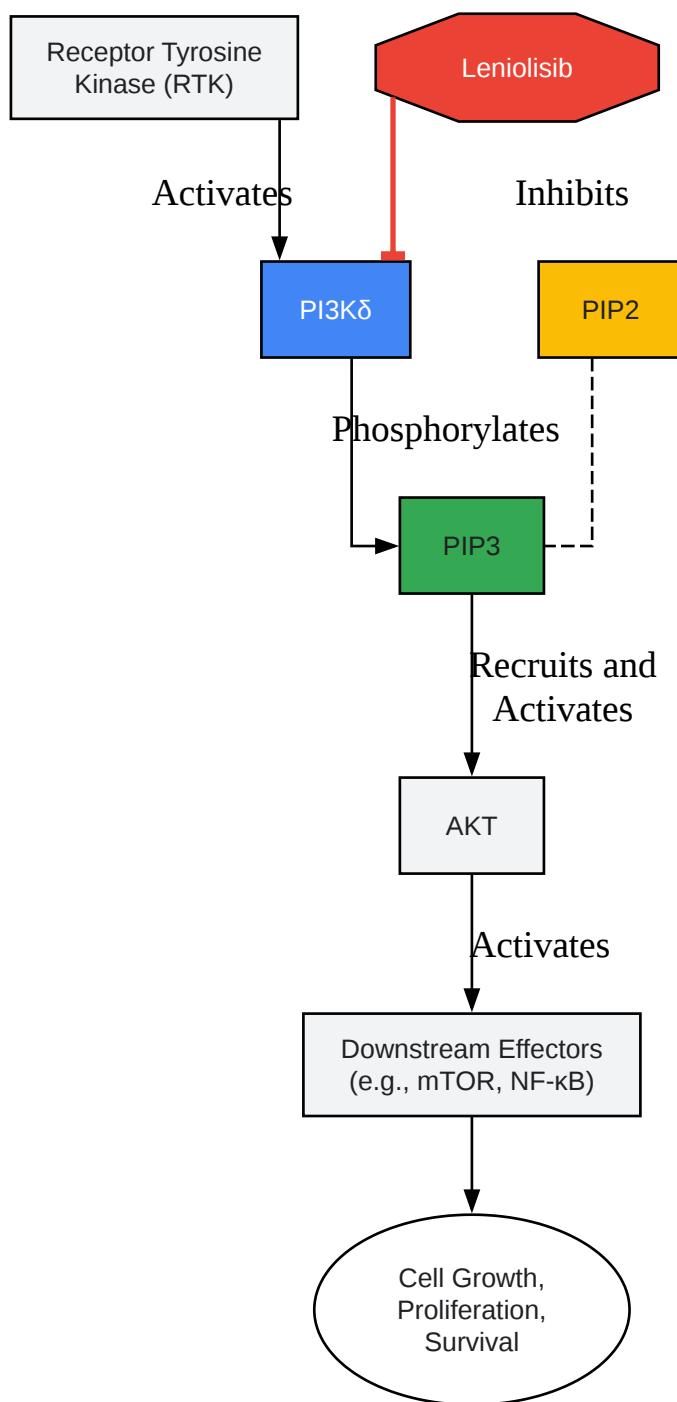 Receptor Tyrosine
Kinase (RTK)
Leniolisib
Activates
Inhibits
PI3Kδ
PIP2
Phosphorylates
PIP3
Recruits and
Activates
AKT
Activates
Downstream Effectors
(e.g., mTOR, NF-κB)
Cell Growth,
Proliferation,
Survival